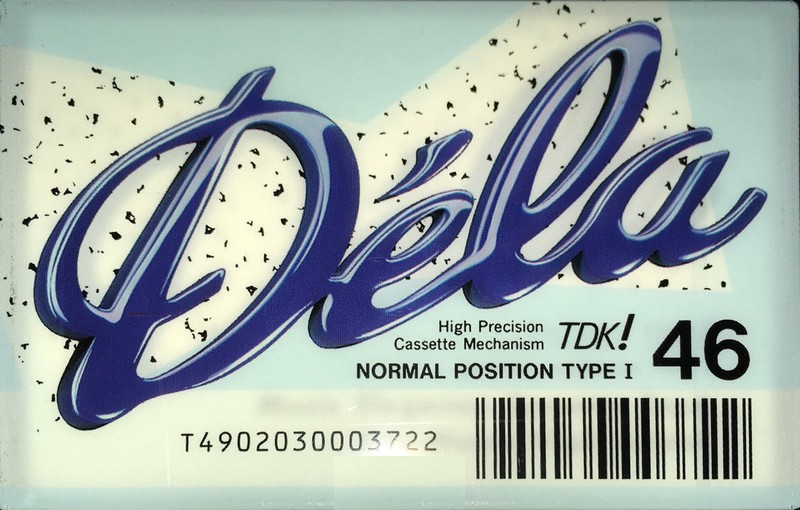 Déla
High Precision
Cassette Mechanism TDK! 46
NORMAL POSITION TYPE I
T4902030003722